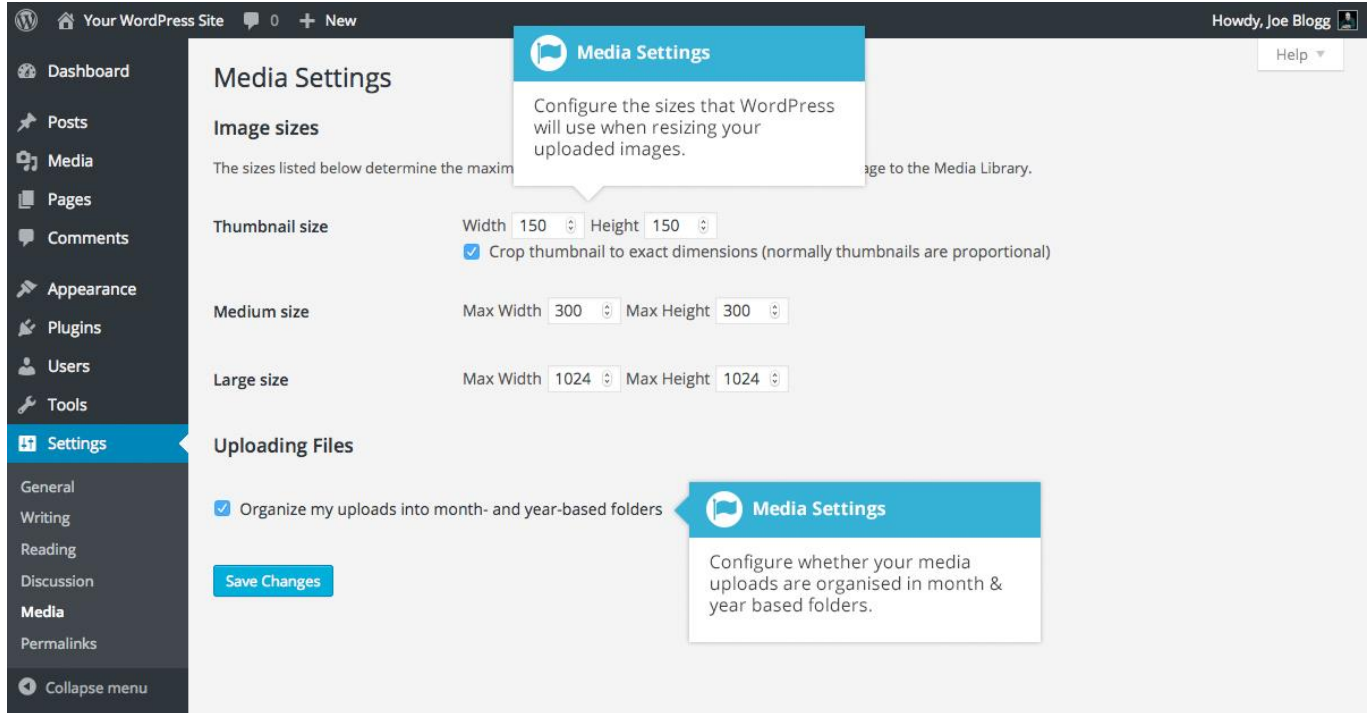 Your WordPress Site 0 + New Howdy, Joe Blogg
Help
Dashboard
Posts
Media
Pages
Comments
Appearance
Plugins
Users
Tools
Settings
General
Writing
Reading
Discussion
Media
Permalinks
Collapse menu
Media Settings
Image sizes
The sizes listed below determine the maxim
age to the Media Library.
Media Settings
Configure the sizes that WordPress
will use when resizing your
uploaded images.
Thumbnail size Width 150 Height 150
Crop thumbnail to exact dimensions (normally thumbnails are proportional)
Medium size Max Width 300 Max Height 300
Large size Max Width 1024 Max Height 1024
Uploading Files
Organize my uploads into month- and year-based folders
Media Settings
Configure whether your media
uploads are organised in month &
year based folders.
Save Changes